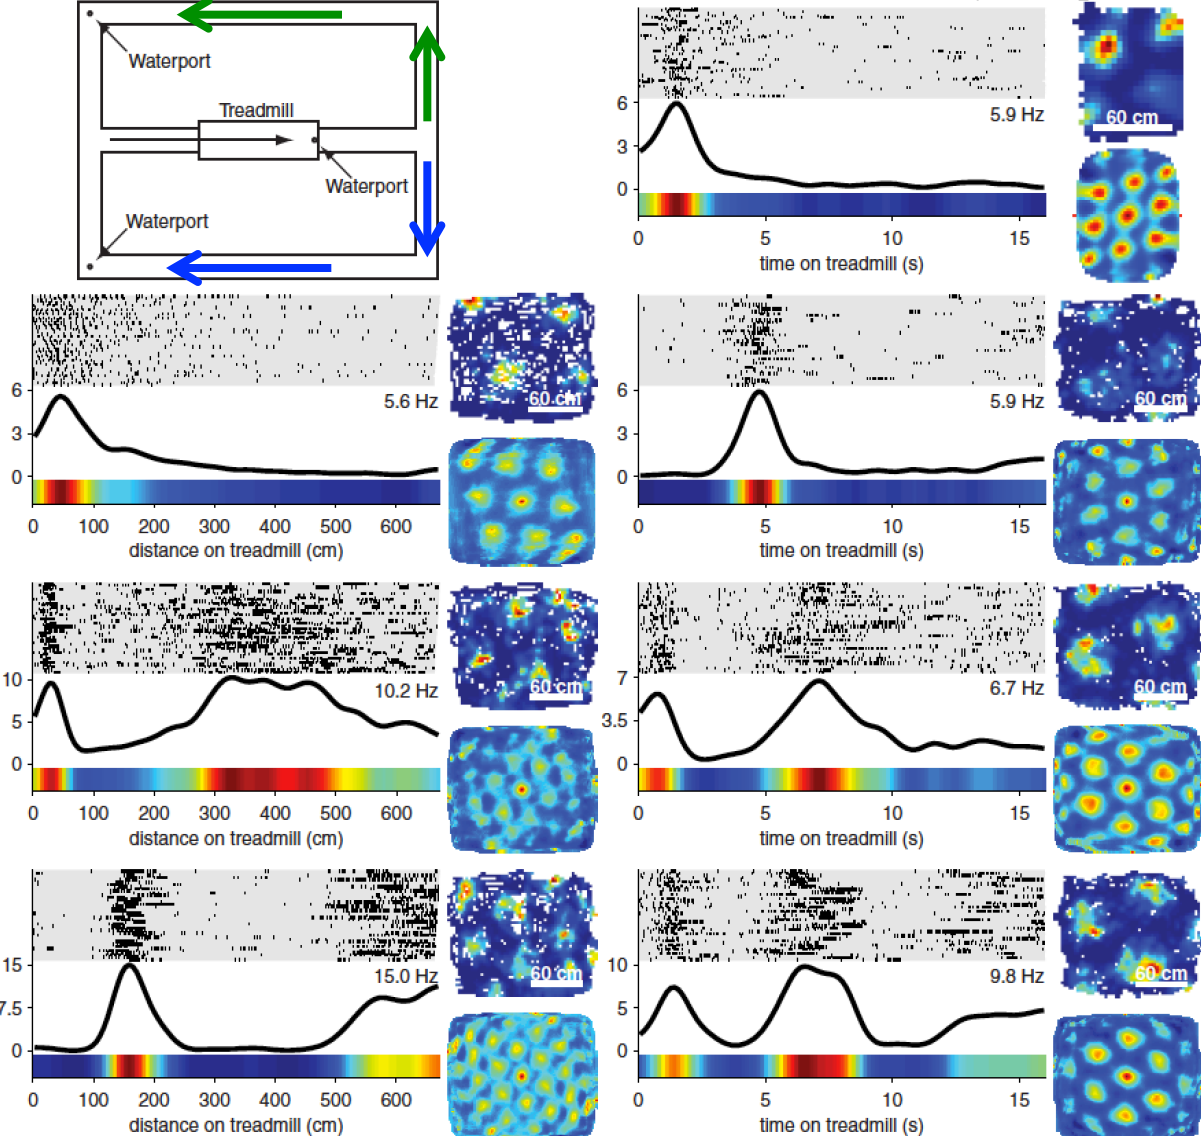 Waterport
Treadmill
Waterport
Waterport
6
3
0
5.9 Hz
0 5 10 15
time on treadmill (s)
60 cm
6
3
0
5.6 Hz
0 100 200 300 400 500 600
distance on treadmill (cm)
60 cm
6
3
0
5.9 Hz
0 5 10 15
time on treadmill (s)
60 cm
10
5
0
10.2 Hz
0 100 200 300 400 500 600
distance on treadmill (cm)
60 cm
7
3.5
0
6.7 Hz
0 5 10 15
time on treadmill (s)
60 cm
15
7.5
0
15.0 Hz
0 100 200 300 400 500 600
distance on treadmill (cm)
60 cm
10
5
0
9.8 Hz
0 5 10 15
time on treadmill (s)
60 cm